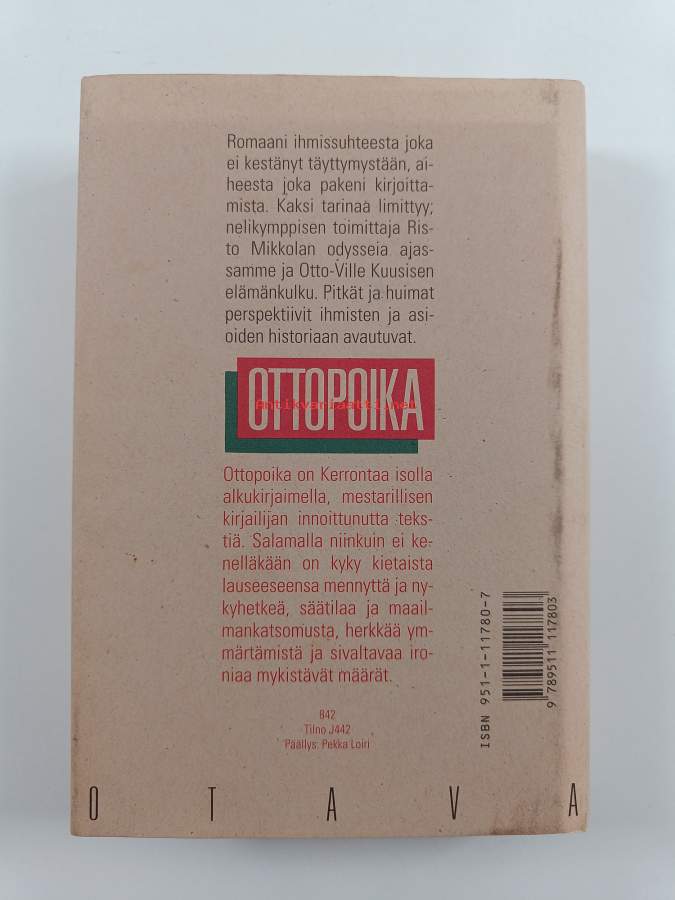 Romaani ihmissuhteesta joka
ei kestänyt täyttymystään, ai-
heesta joka pakeni kirjoitta-
mista. Kaksi tarinaa limittyy;
nelikymppisen toimittaja Ris-
to Mikkolan odysseia ajas-
samme ja Otto-Ville Kuusisen
elämänkulku. Pitkät ja huimat
perspektiivit ihmisten ja asi-
oiden historiaan avautuvat.
OTTOPOIKA
Antikvariaatti.net
Ottopoika on Kerrontaa isolla
alkukirjaimella, mestarillisen
kirjailijan innoittunutta teks-
tiä. Salamalla niinkuin ei ke-
nelläkään on kyky kietaista
lauseeseensa mennyttä ja ny-
kyhetkeä, säätilaa ja maail-
mankatsomusta, herkkää ym-
märtämistä ja sivaltavaa iro-
niaa mykistävät määrät.
842
Tilno J442
Päällys: Pekka Loiri
ISBN 951-1-11780-7
9 789511 117803
OTAVA